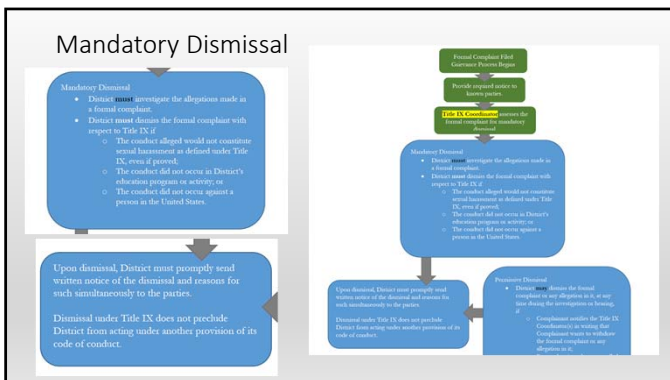 Mandatory Dismissal
Mandatory Dismissal
• District must investigate the allegations made in
a formal complaint.
• District must dismiss the formal complaint with
respect to Title IX if
o The conduct alleged would not constitute
sexual harassment as defined under Title
IX, even if proved;
o The conduct did not occur in District's
education program or activity; or
o The conduct did not occur against a
person in the United States.
Upon dismissal, District must promptly send
written notice of the dismissal and reasons for
such simultaneously to the parties.
Dismissal under Title IX does not preclude
District from acting under another provision of its
code of conduct.
Formal Complaint Filed
Grievance Process Begins
Provide required notice to
known parties.
Title IX Coordinator assesses the
formal complaint for mandatory
dismissal
Mandatory Dismissal
• District must investigate the allegations made in
a formal complaint.
• District must dismiss the formal complaint with
respect to Title IX if
o The conduct alleged would not constitute
sexual harassment as defined under Title
IX, even if proved;
o The conduct did not occur in District's
education program or activity; or
o The conduct did not occur against a
person in the United States
Upon dismissal, District must promptly send
written notice of the dismissal and reasons for
such simultaneously to the parties.
Dismissal under Title IX does not preclude
District from acting under another provision of its
code of conduct.
Permissive Dismissal
• District may dismiss the formal
complaint or any allegation in it, at any
time during the investigation or hearing,
if
o Complainant notifies the Title IX
Coordinator(s) in writing that
Complainant wants to withdraw
the formal complaint or any
allegation in it;